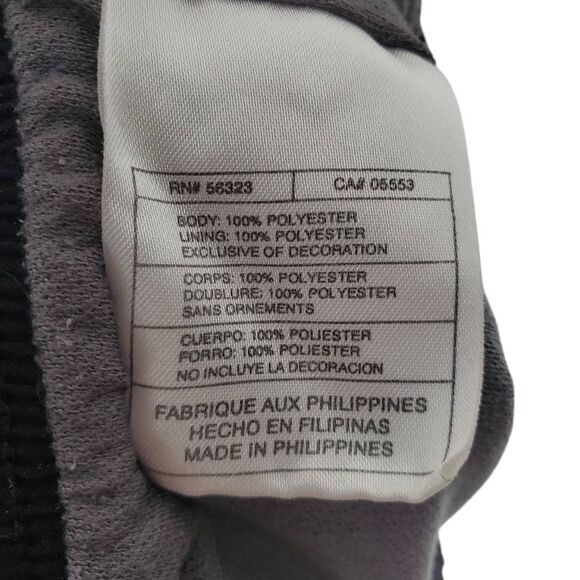 RN# 56323 CA# 05553
BODY: 100% POLYESTER
LINING: 100% POLYESTER
EXCLUSIVE OF DECORATION
CORPS: 100% POLYESTER
DOUBLURE: 100% POLYESTER
SANS ORNEMENTS
CUERPO: 100% POLIESTER
FORRO: 100% POLIESTER
NO INCLUYE LA DECORACION
FABRIQUE AUX PHILIPPINES
HECHO EN FILIPINAS
MADE IN PHILIPPINES